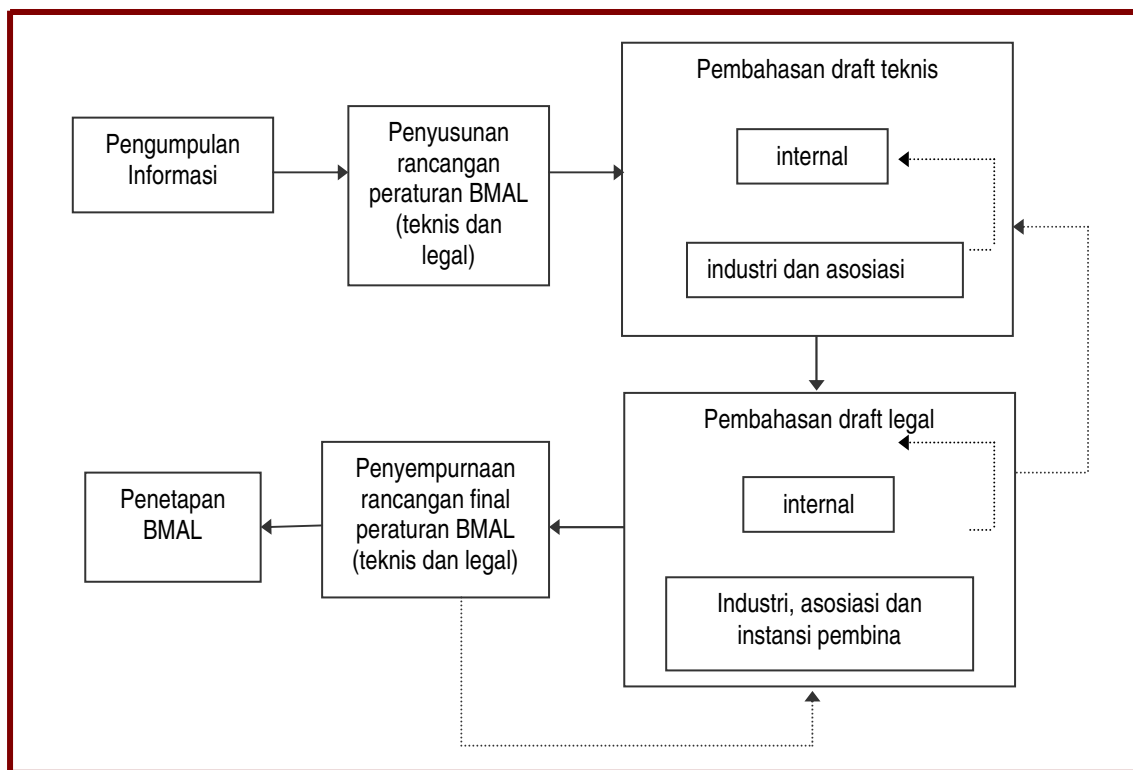 Pengumpulan
Informasi
Penyusunan
rancangan
peraturan BMAL
(teknis dan
legal)
Pembahasan draft teknis
internal
industri dan asosiasi
Pembahasan draft legal
internal
Industri, asosiasi dan
instansi pembina
Penyempurnaan
rancangan final
peraturan BMAL
(teknis dan legal)
Penetapan
BMAL